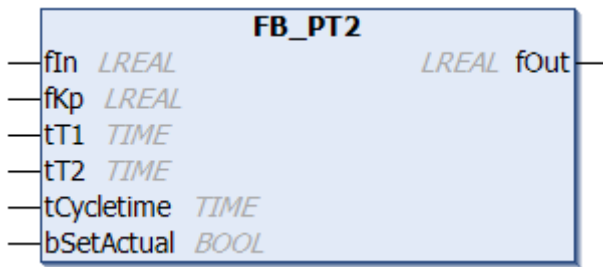 FB_PT2
fIn LREAL LREAL fOut
fKp LREAL
tT1 TIME
tT2 TIME
tCycletime TIME
bSetActual BOOL